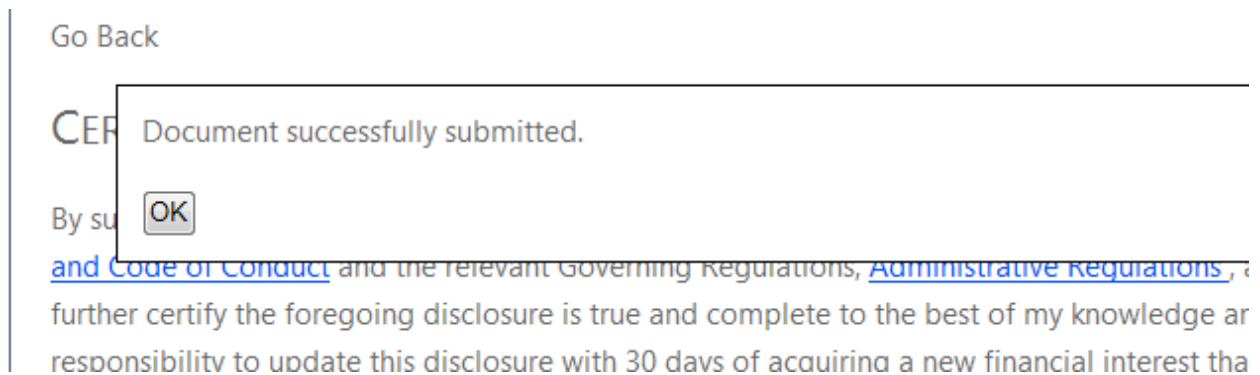 Go Back
CER
Document successfully submitted.
OK
By su
and Code of Conduct and the relevant Governing Regulations, Administrative Regulations ,
further certify the foregoing disclosure is true and complete to the best of my knowledge
responsibility to update this disclosure with 30 days of acquiring a new financial interest